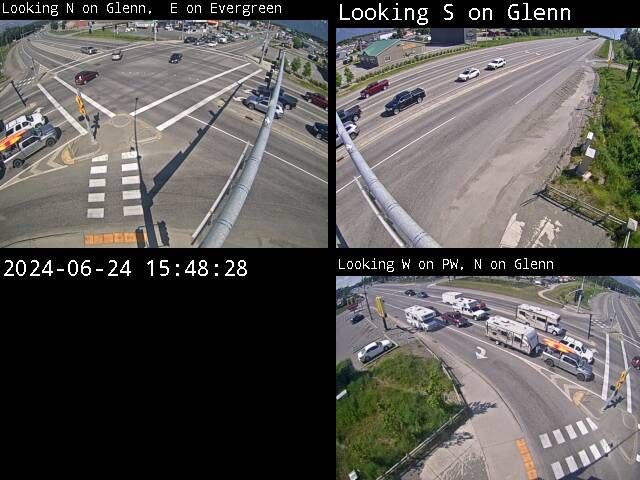 Looking N on Glenn, E on Evergreen
Looking S on Glenn
2024-06-24 15:48:28
Looking W on PW, N on Glenn